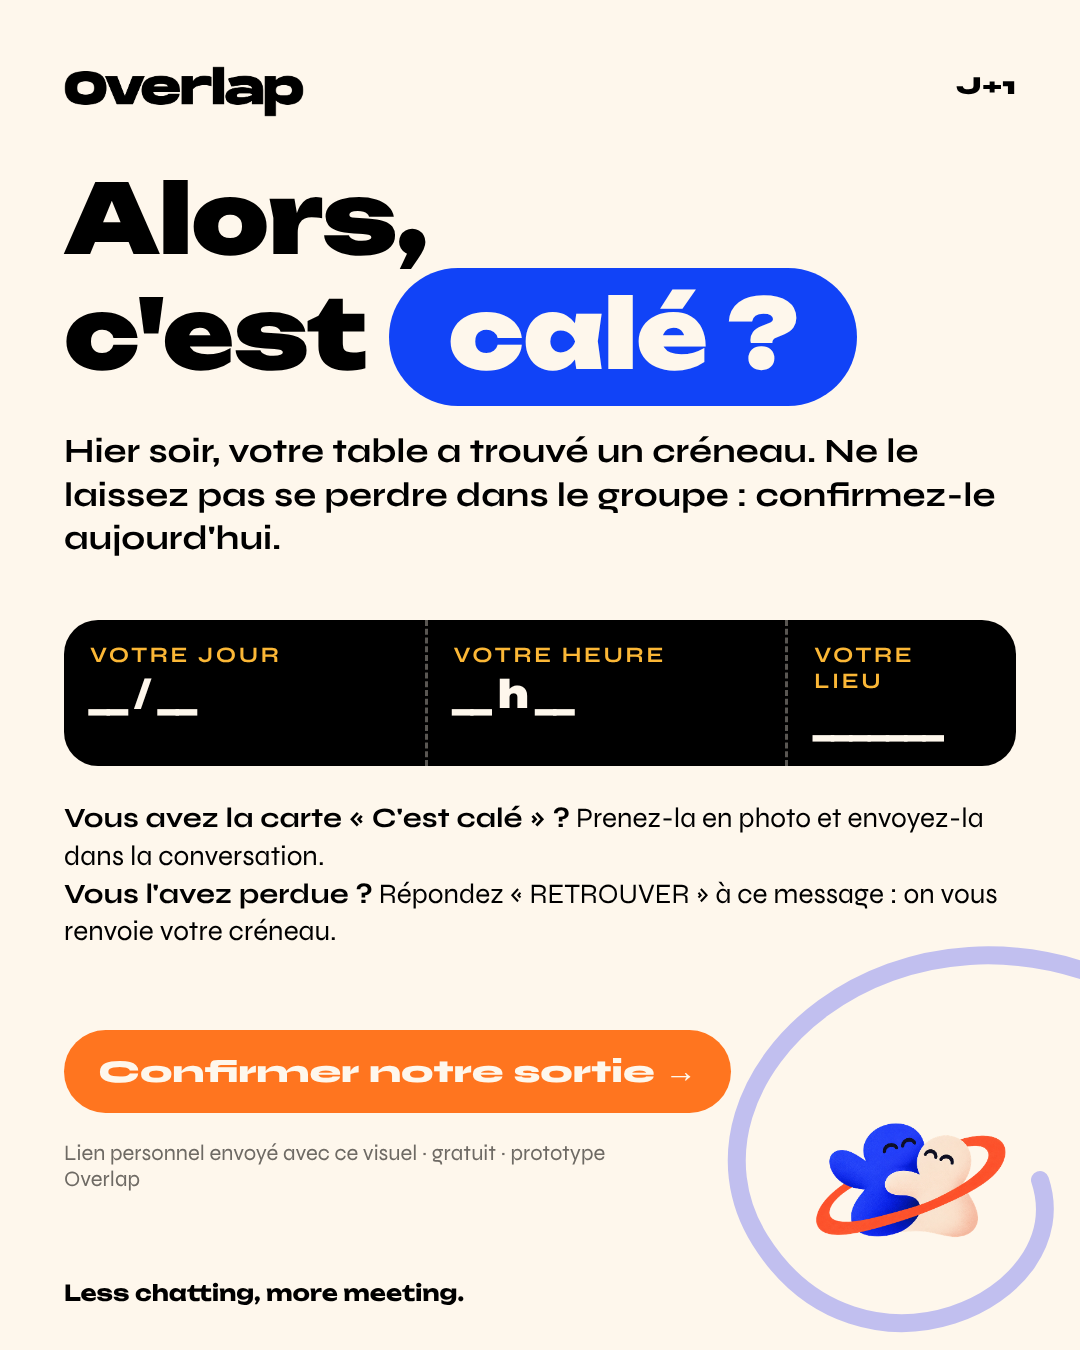 Overlap
J+1
Alors,
c'est calé ?
Hier soir, votre table a trouvé un créneau. Ne le
laissez pas se perdre dans le groupe : confirmez-le
aujourd'hui.
VOTRE JOUR
__/__
VOTRE HEURE
__h__
VOTRE
LIEU
_______
Vous avez la carte « C'est calé » ? Prenez-la en photo et envoyez-la
dans la conversation.
Vous l'avez perdue ? Répondez « RETROUVER » à ce message : on vous
renvoie votre créneau.
Confirmer notre sortie →
Lien personnel envoyé avec ce visuel · gratuit · prototype
Overlap
Less chatting, more meeting.